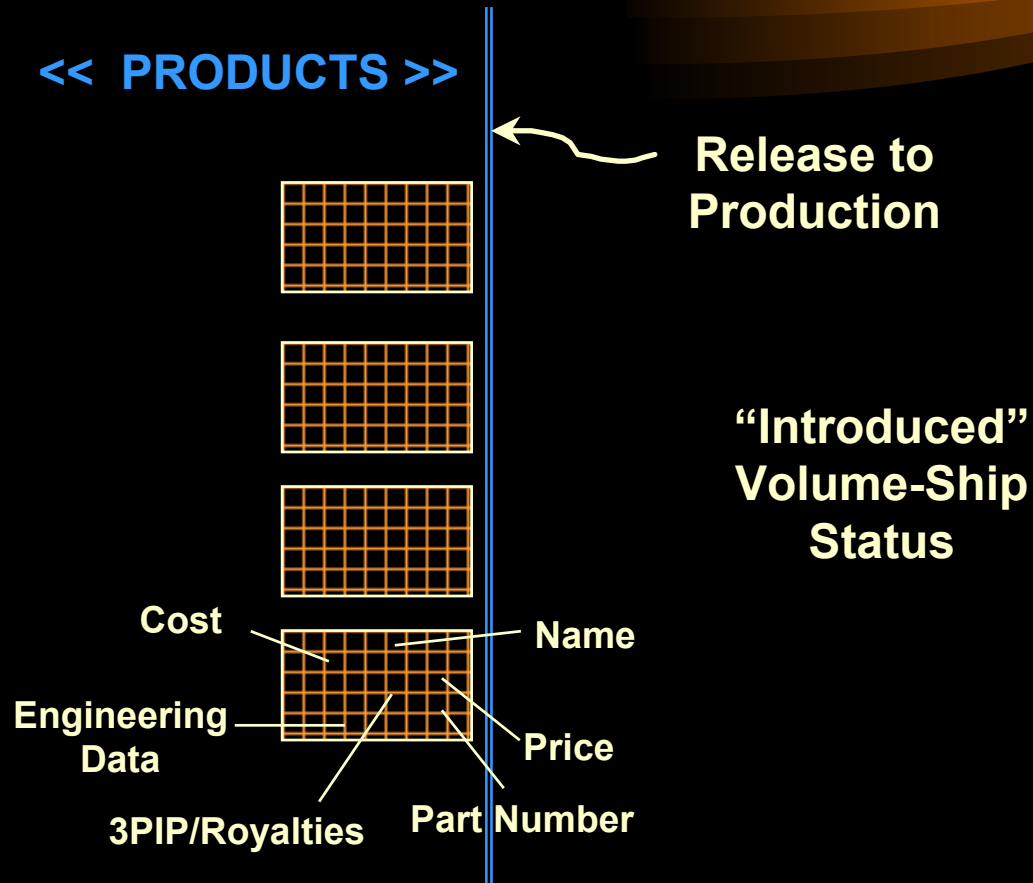 << PRODUCTS >>
Release to
Production
“Introduced”
Volume-Ship
Status
Cost
Name
Engineering
Data
Price
3PIP/Royalties
Part Number